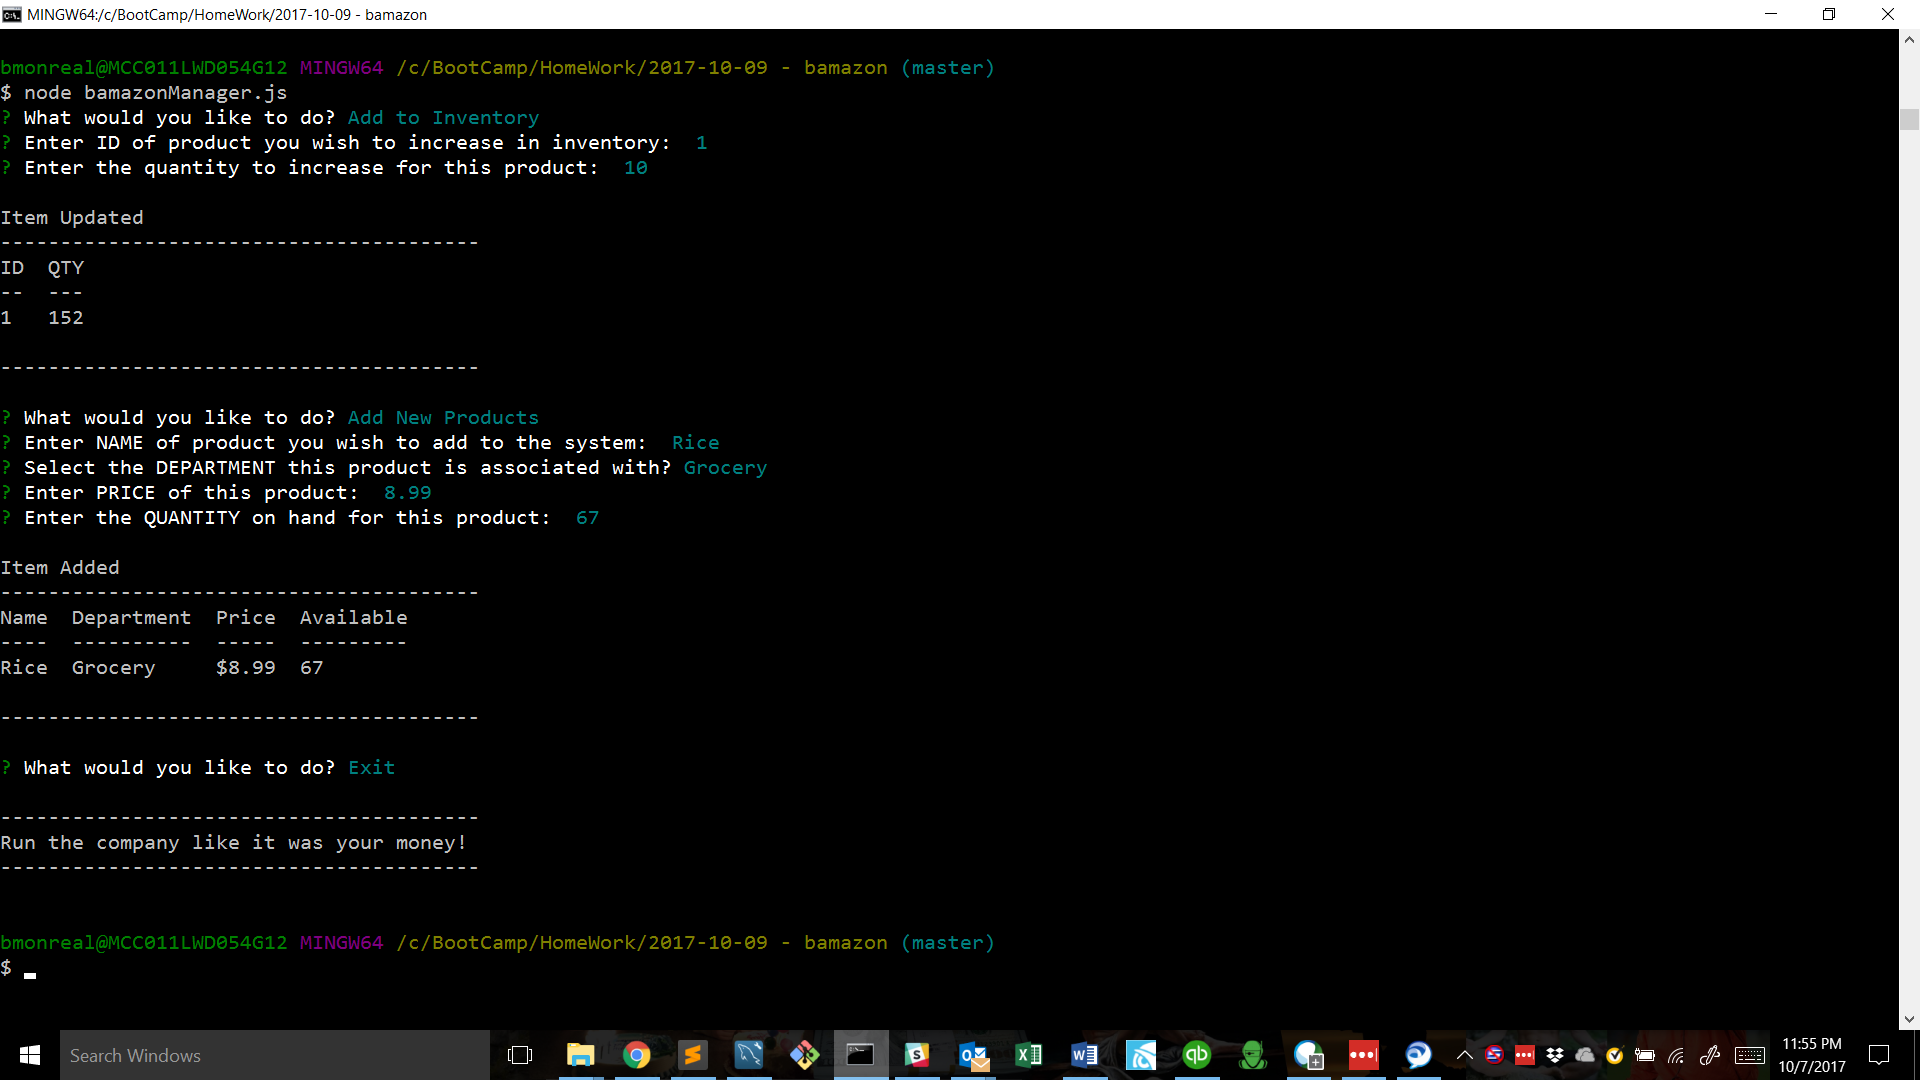 MINGW64:/c/BootCamp/HomeWork/2017-10-09 - bamazon
bmonreal@MCC011LWD054G12 MINGW64 /c/BootCamp/HomeWork/2017-10-09 - bamazon (master)
$ node bamazonManager.js
? What would you like to do? Add to Inventory
? Enter ID of product you wish to increase in inventory:  1
? Enter the quantity to increase for this product:  10
Item Updated
----------------------------------------
ID  QTY
--  ---
1   152
----------------------------------------
? What would you like to do? Add New Products
? Enter NAME of product you wish to add to the system:  Rice
? Select the DEPARTMENT this product is associated with? Grocery
? Enter PRICE of this product:  8.99
? Enter the QUANTITY on hand for this product:  67
Item Added
----------------------------------------
Name  Department  Price  Available
----  ----------  -----  ---------
Rice  Grocery     $8.99  67
----------------------------------------
? What would you like to do? Exit
----------------------------------------
Run the company like it was your money!
----------------------------------------
bmonreal@MCC011LWD054G12 MINGW64 /c/BootCamp/HomeWork/2017-10-09 - bamazon (master)
$
Search Windows
11:55 PM
10/7/2017